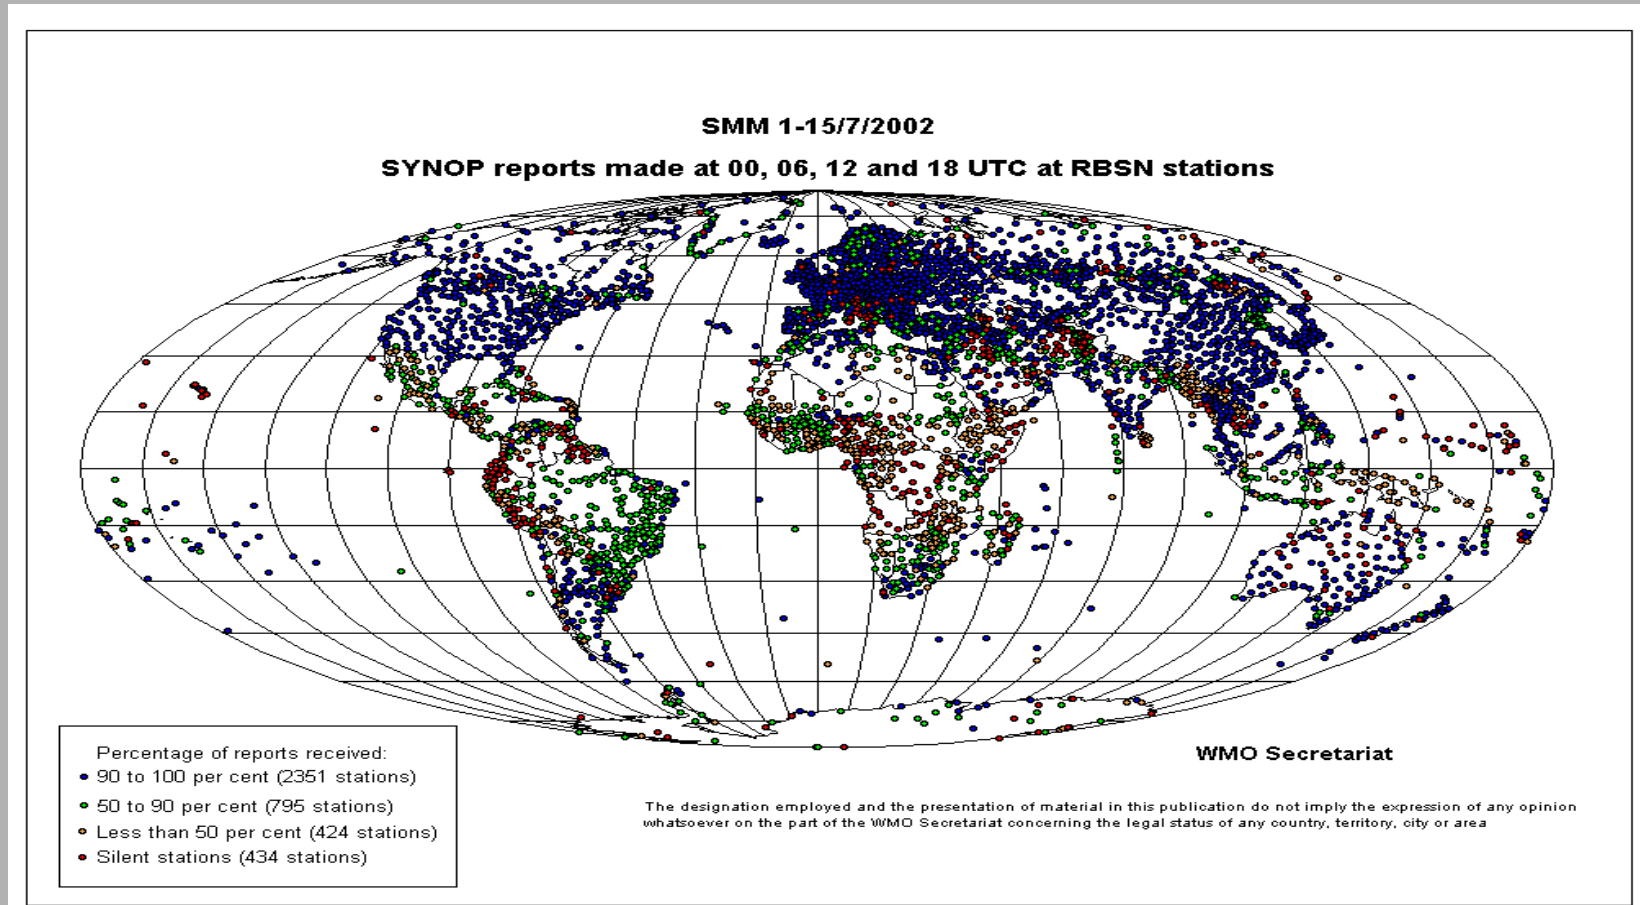 SMM 1-15/7/2002
SYNOP reports made at 00, 06, 12 and 18 UTC at RBSN stations
Percentage of reports received:
90 to 100 per cent (2351 stations)
50 to 90 per cent (795 stations)
Less than 50 per cent (424 stations)
Silent stations (434 stations)
WMO Secretariat
The designation employed and the presentation of material in this publication do not imply the expression of any opinion
whatsoever on the part of the WMO Secretariat concerning the legal status of any country, territory, city or area